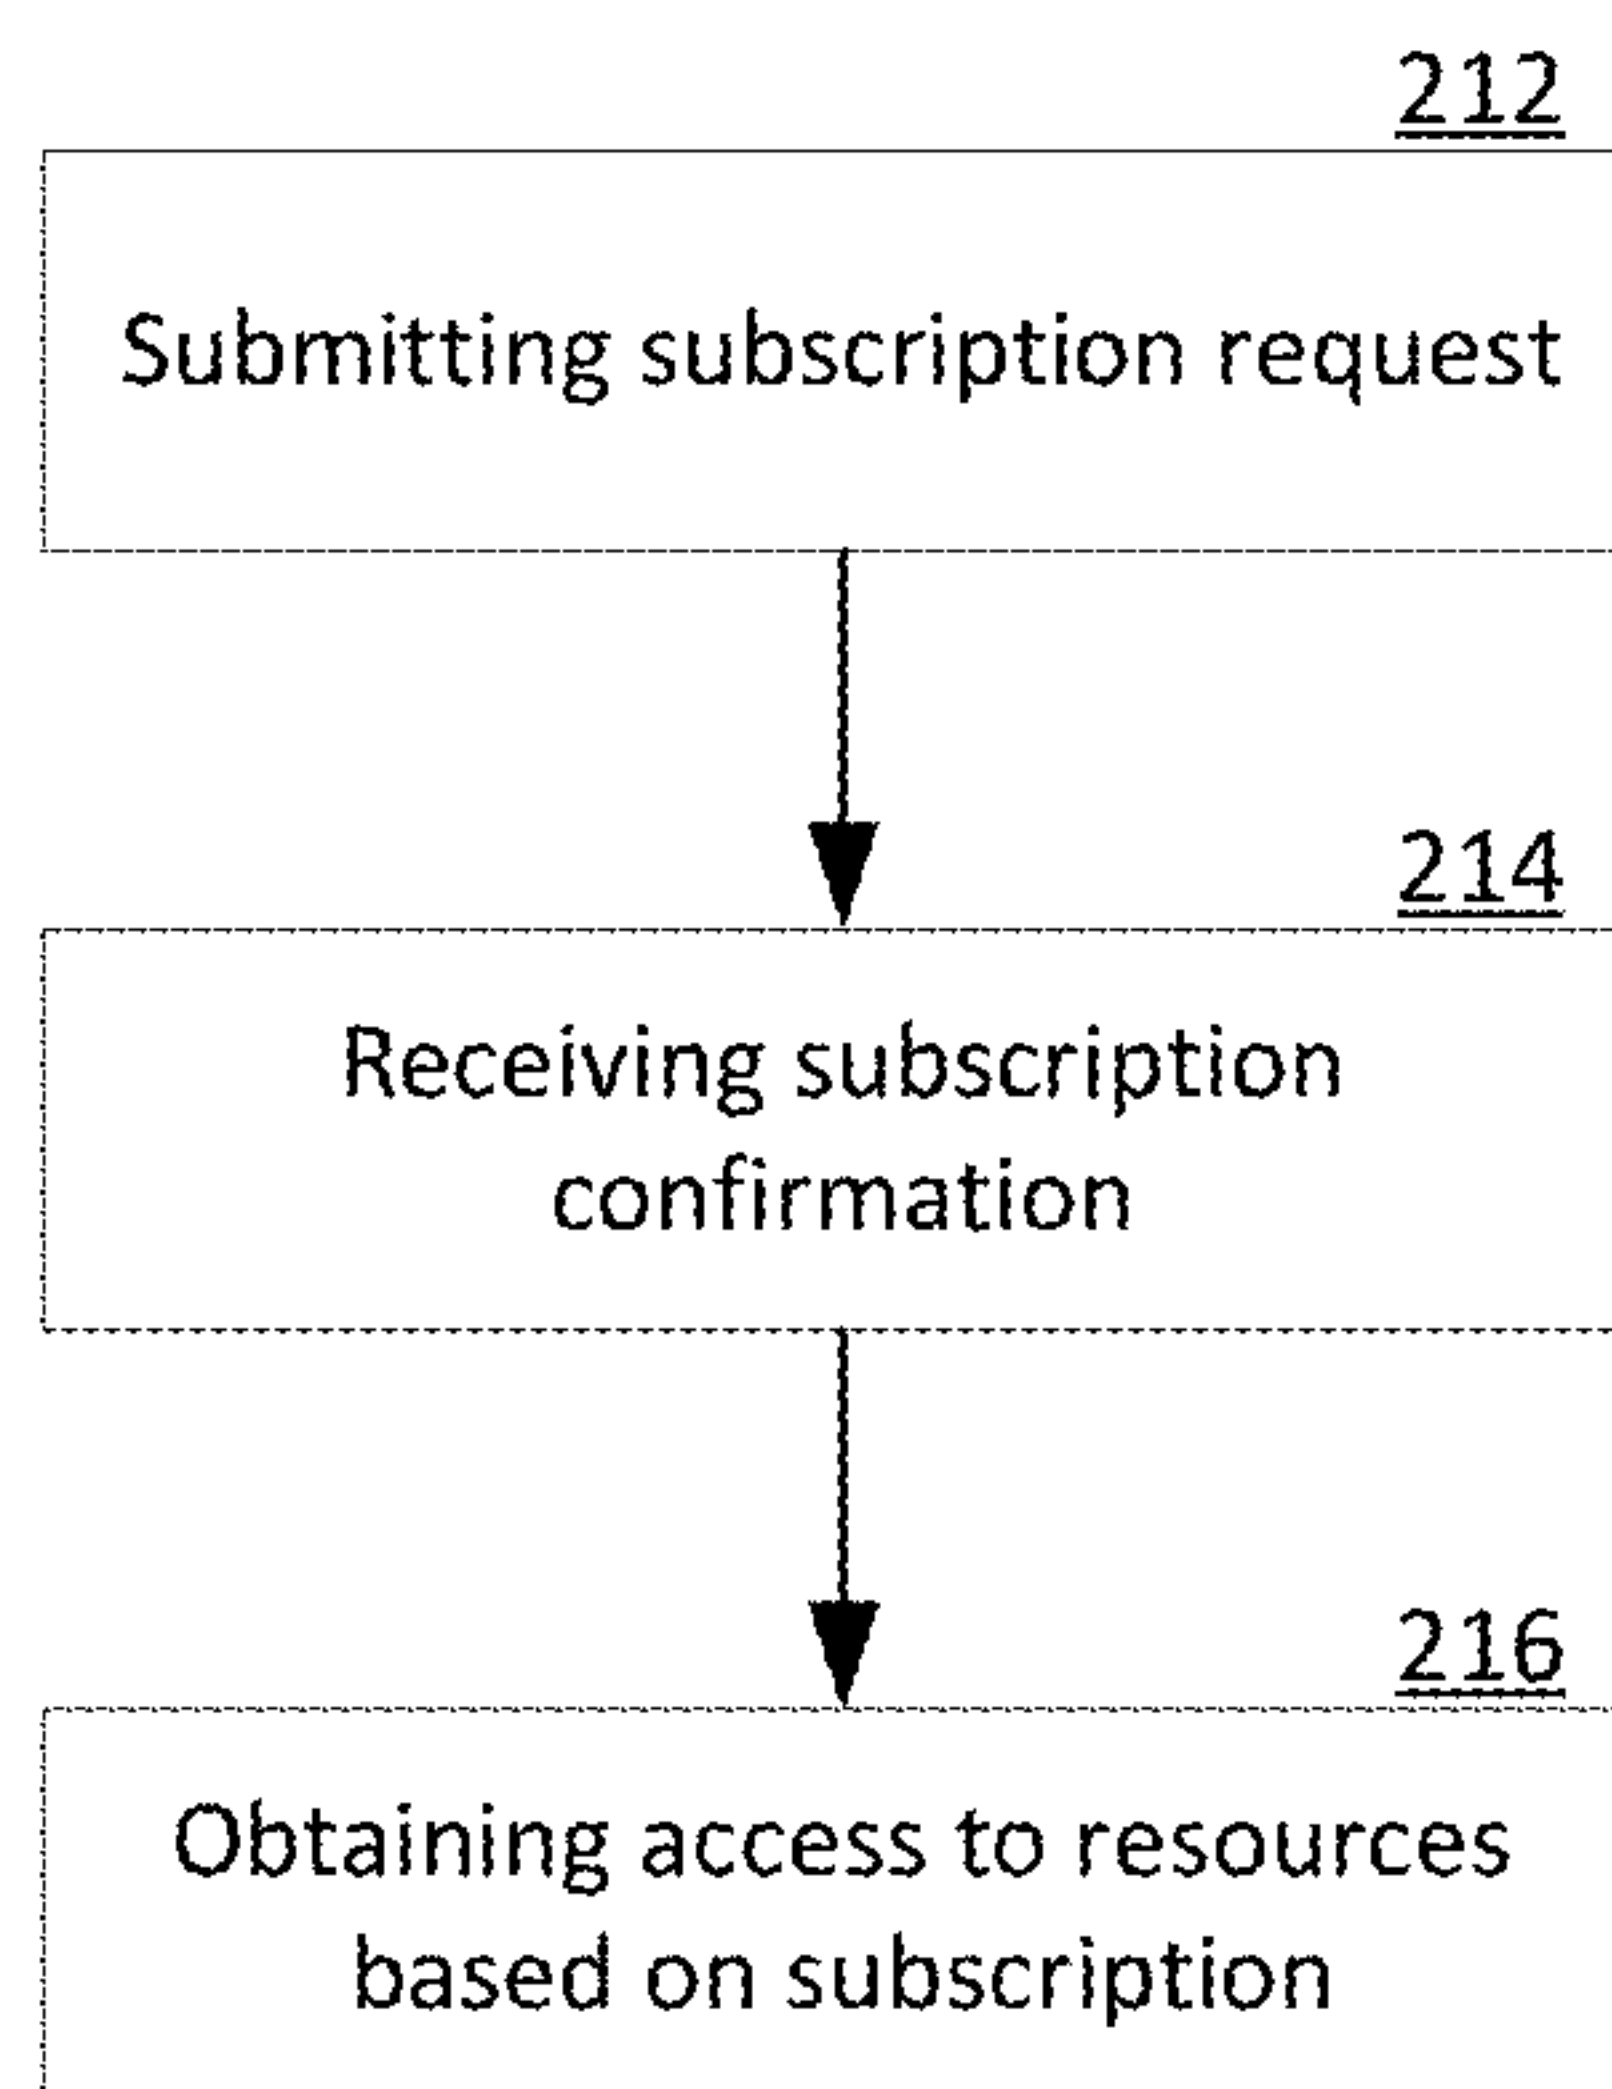 212
Submitting subscription request
214
Receiving subscription
confirmation
216
Obtaining access to resources
based on subscription